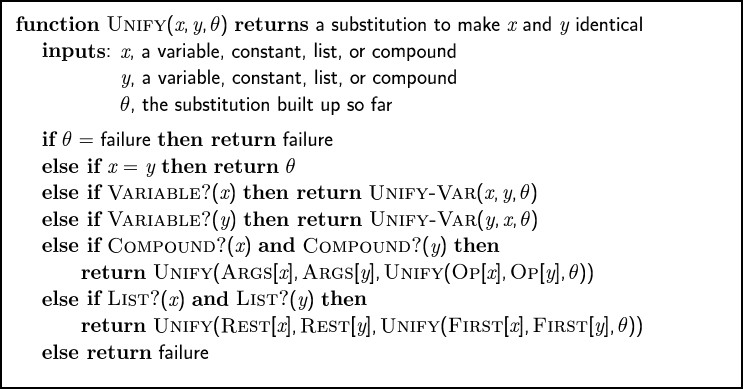 function UNIFY(x, y, θ) returns a substitution to make x and y identical
inputs: x, a variable, constant, list, or compound
y, a variable, constant, list, or compound
θ, the substitution built up so far
if θ = failure then return failure
else if x = y then return θ
else if VARIABLE?(x) then return UNIFY-VAR(x, y, θ)
else if VARIABLE?(y) then return UNIFY-VAR(y, x, θ)
else if COMPOUND?(x) and COMPOUND?(y) then
return UNIFY(ARGS[x], ARGS[y], UNIFY(OP[x], OP[y], θ))
else if LIST?(x) and LIST?(y) then
return UNIFY(REST[x], REST[y], UNIFY(FIRST[x], FIRST[y], θ))
else return failure